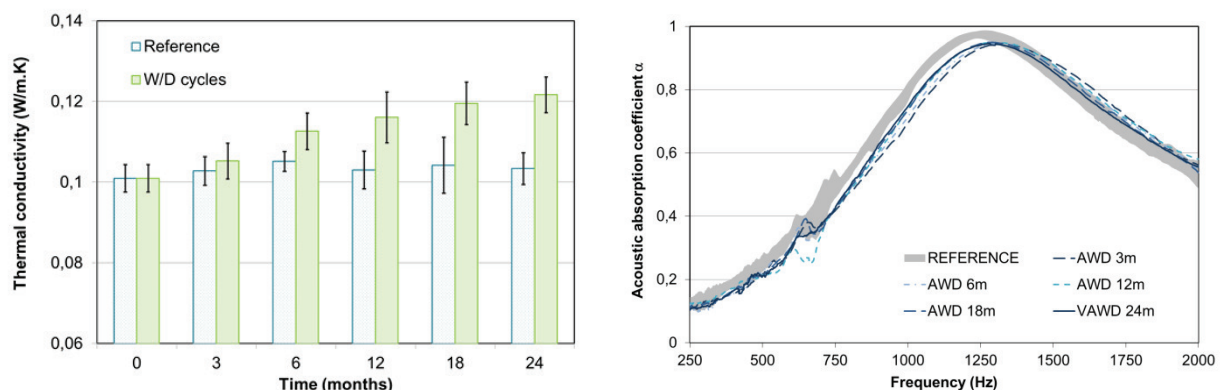 0,14
0,12
0,1
0,08
0,06
Thermal conductivity (W/m.K)
Reference
W/D cycles
0 3 6 12 18 24
Time (months)
1
0,8
0,6
0,4
0,2
0
Acoustic absorption coefficient α
REFERENCE AWD 3m
AWD 6m AWD 12m
AWD 18m VAWD 24m
250 500 750 1000 1250 1500 1750 2000
Frequency (Hz)